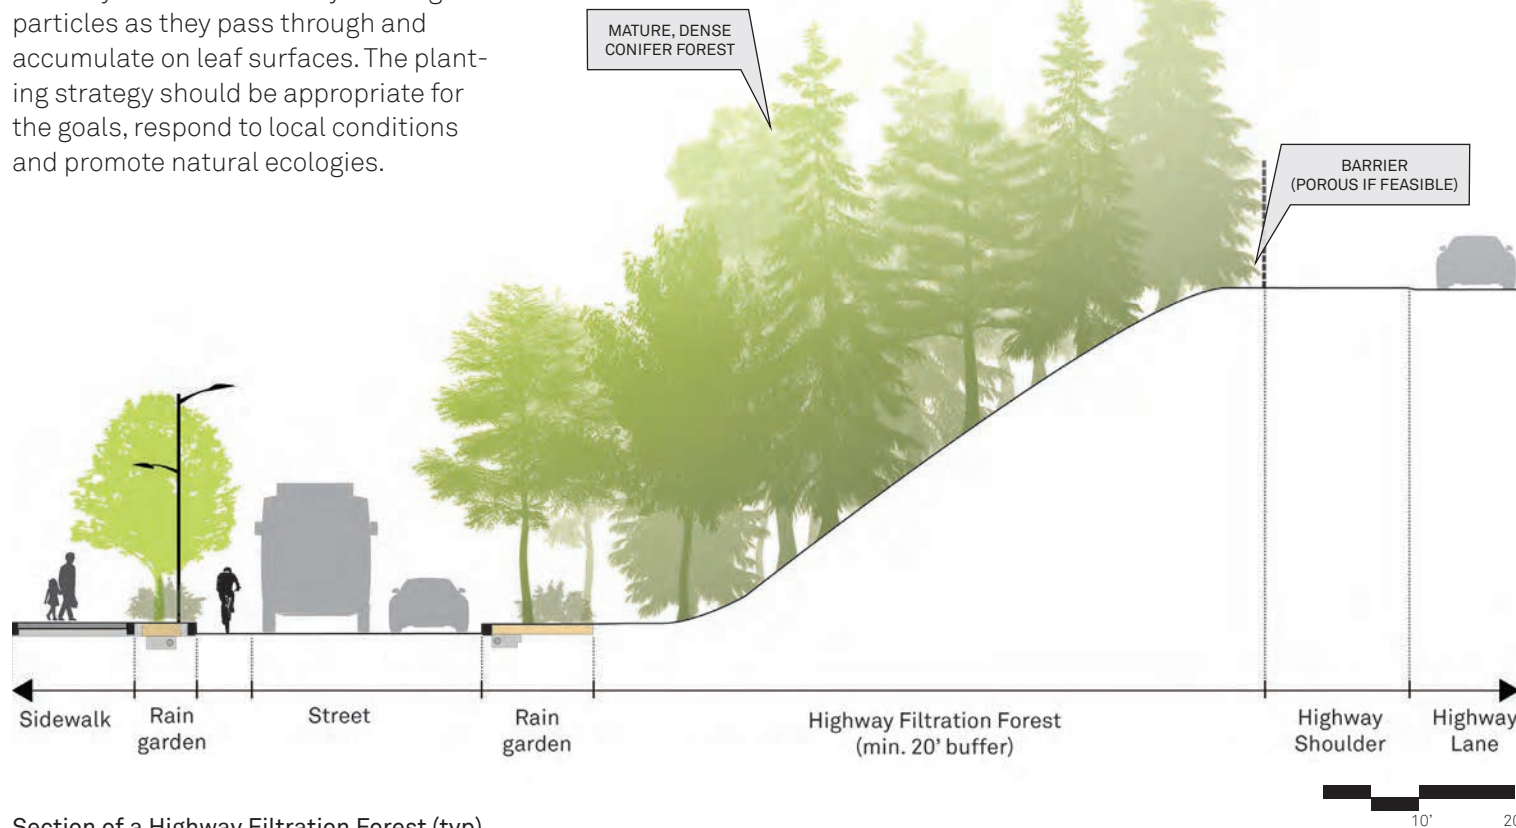 particles as they pass through and
accumulate on leaf surfaces. The plant-
ing strategy should be appropriate for
the goals, respond to local conditions
and promote natural ecologies.
MATURE, DENSE
CONIFER FOREST
BARRIER
(POROUS IF FEASIBLE)
Sidewalk
Rain
garden
Street
Rain
garden
Highway Filtration Forest
(min. 20' buffer)
Highway
Shoulder
Highway
Lane
10'
20
Section of a Highway Filtration Forest (typ)